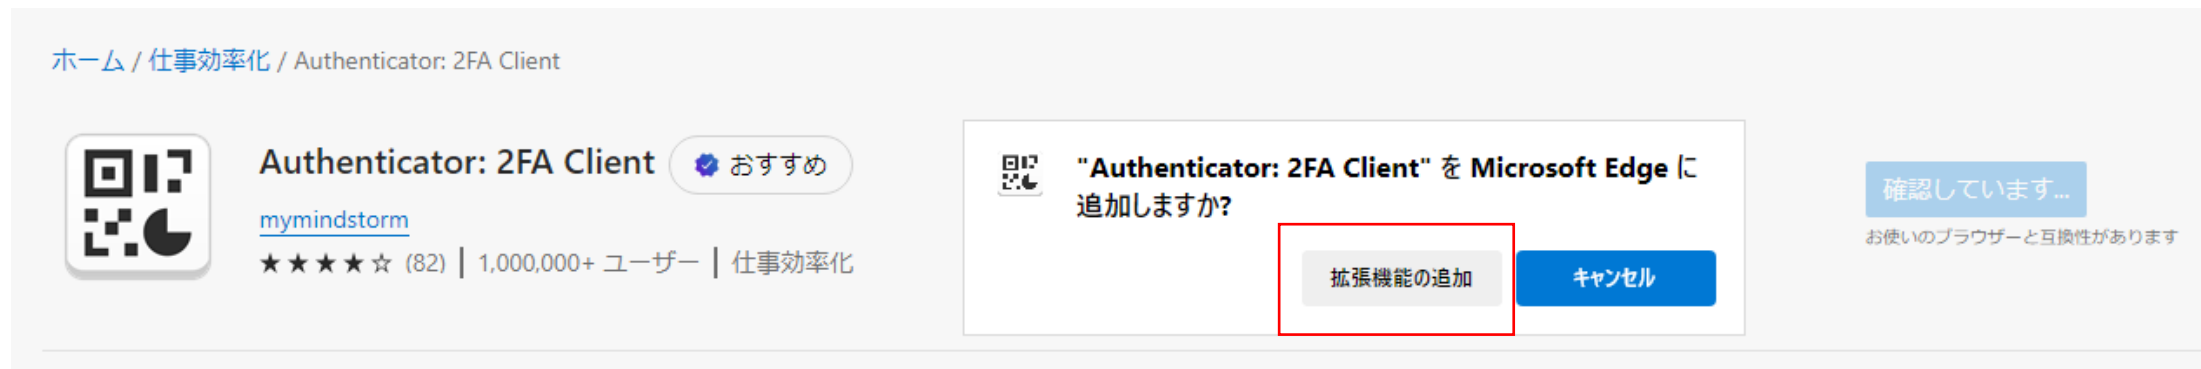 ホーム / 仕事効率化 / Authenticator: 2FA Client
Authenticator: 2FA Client おすすめ
mymindstorm
★★★★☆ (82) | 1,000,000+ ユーザー | 仕事効率化
"Authenticator: 2FA Client" を Microsoft Edge に
追加しますか?
拡張機能の追加 キャンセル
確認しています...
お使いのブラウザーと互換性があります